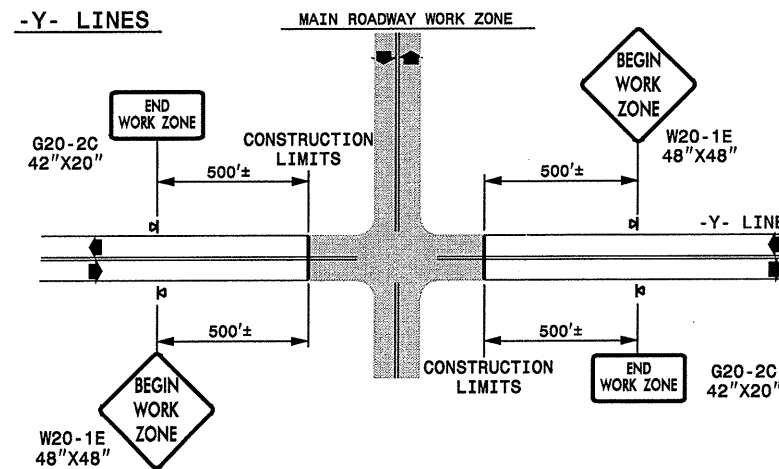 -Y- LINES
MAIN ROADWAY WORK ZONE
END
WORK ZONE
G20-2C
42"X20"
CONSTRUCTION
LIMITS
500'±
BEGIN
WORK
ZONE
W20-1E
48"X48"
500'±
-Y- LINE
500'±
BEGIN
WORK
ZONE
W20-1E
48"X48"
500'±
CONSTRUCTION
LIMITS
END
WORK ZONE
G20-2C
42"X20"